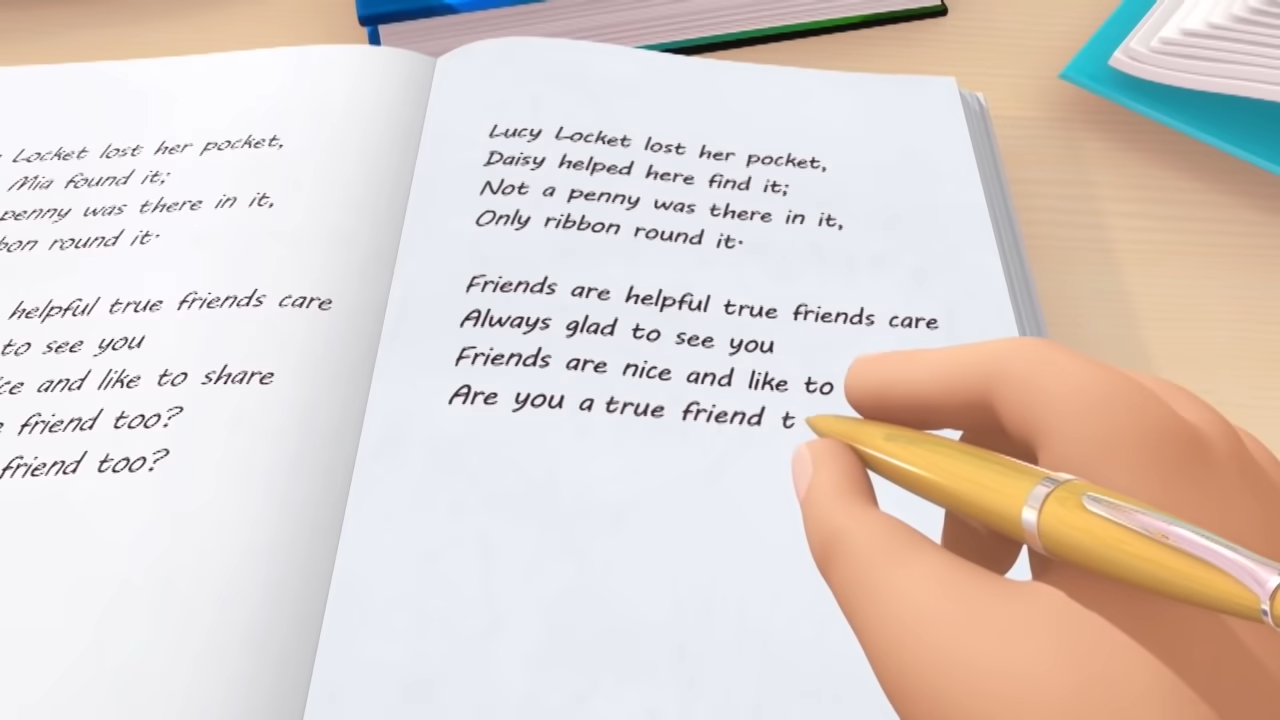 Locket lost her pocket,
Mia found it;
penny was there in it,
round it.
helpful true friends care
to see you
and like to share
friend too?
friend too?
Lucy Locket lost her pocket,
Daisy helped here find it;
Not a penny was there in it,
Only ribbon round it.
Friends are helpful true friends care
Always glad to see you
Friends are nice and like to
Are you a true friend t